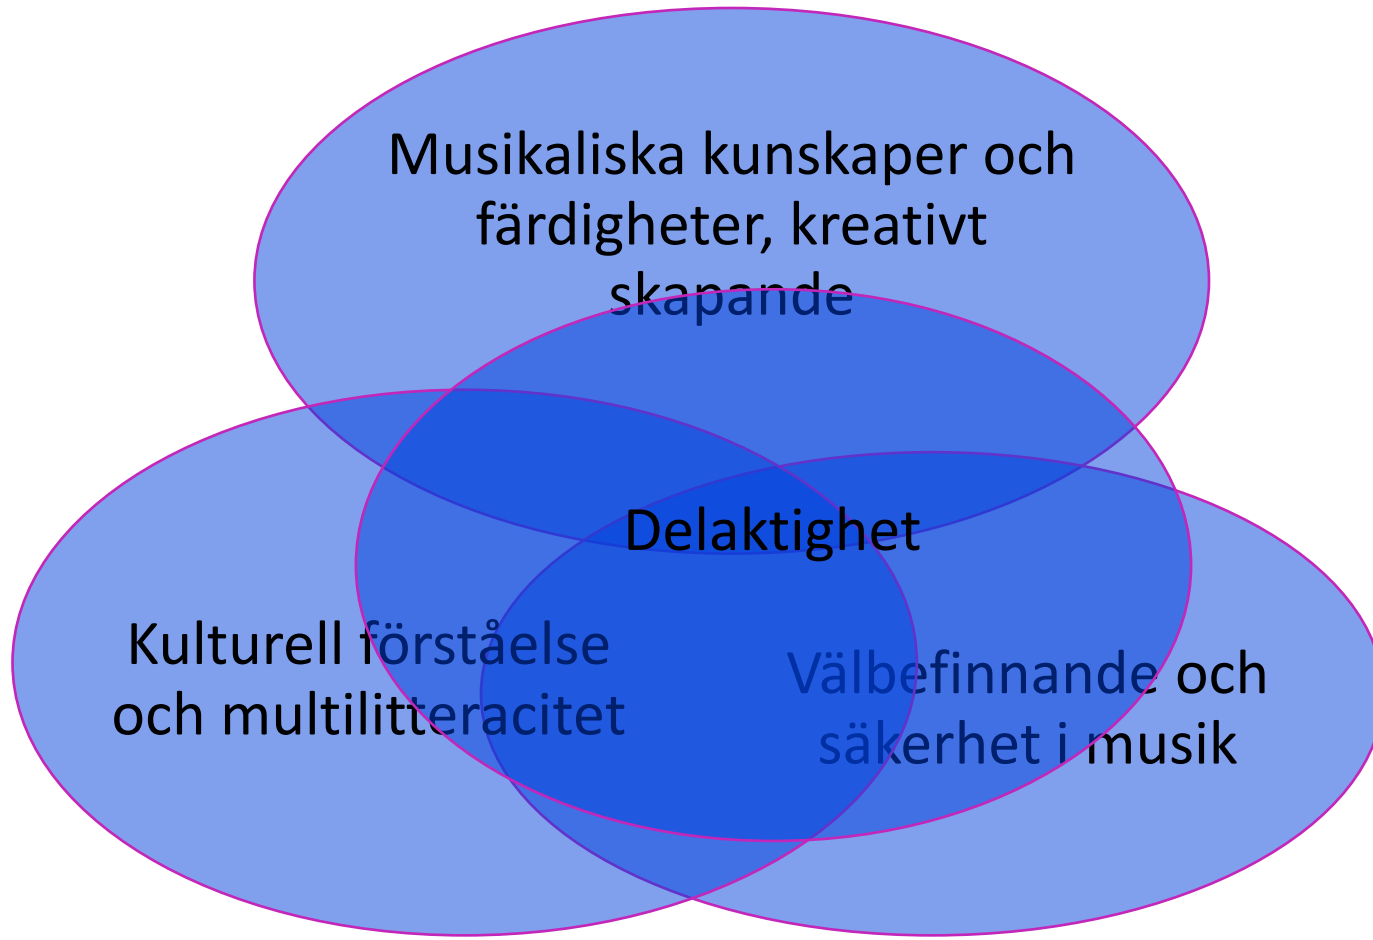 Musikaliska kunskaper och
färdigheter, kreativt
skapande
Delaktighet
Kulturell förståelse
och multilitteracitet
Välbefinnande och
säkerhet i musik